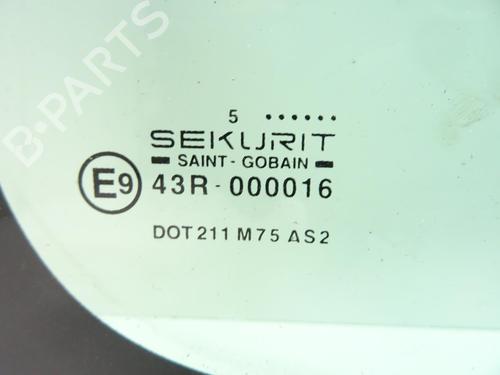 B-PARTS
5 ••••••
SEKURIT
SAINT-GOBAIN
E9 43R-000016
DOT 211 M75 AS2